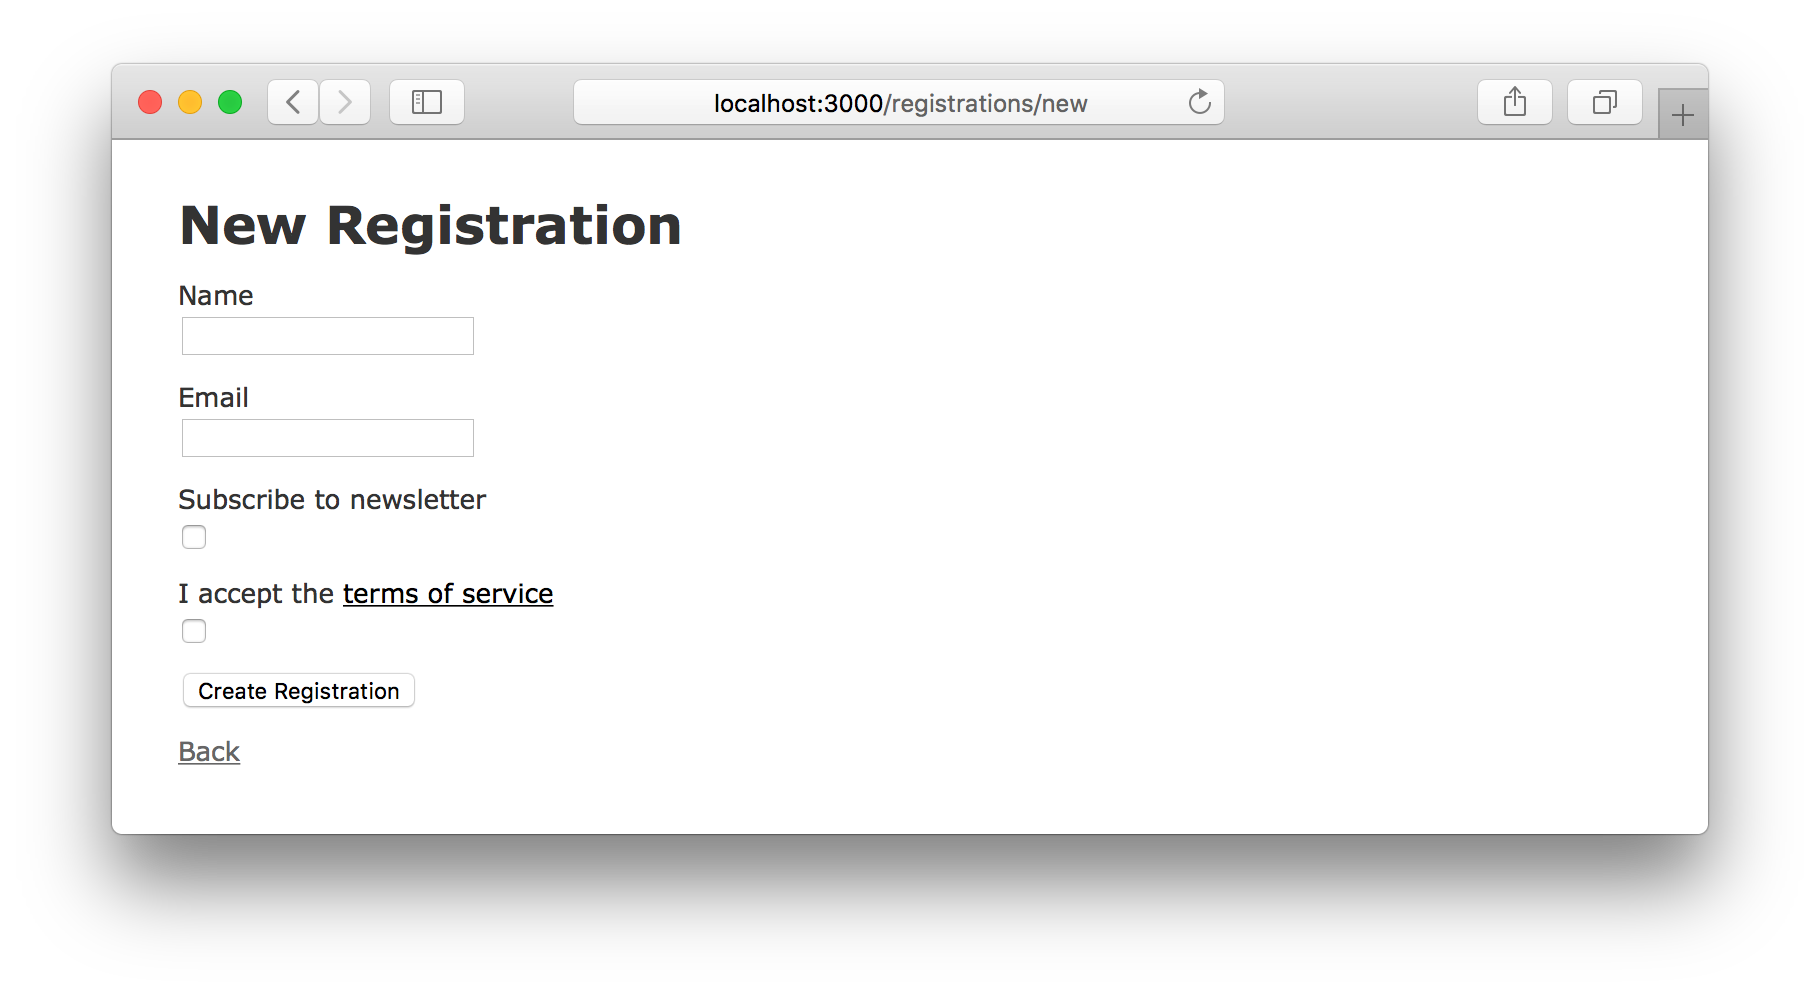 localhost:3000/registrations/new
New Registration
Name
Email
Subscribe to newsletter
I accept the terms of service
Create Registration
Back